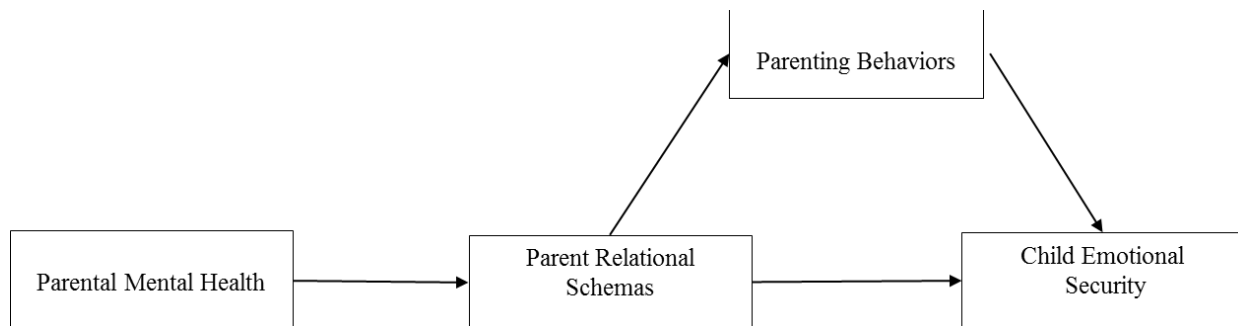 Parenting Behaviors
Parental Mental Health
Parent Relational
Schemas
Child Emotional
Security